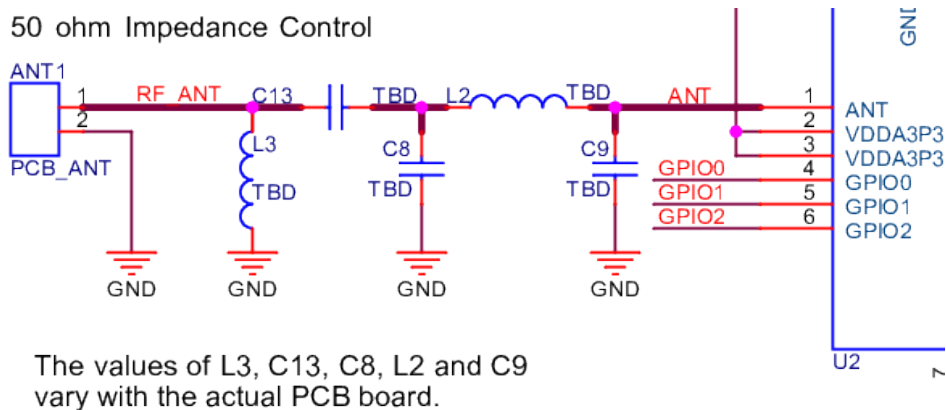 50 ohm Impedance Control
GND
ANT1
1
RF_ANT
C13
TBD
L2
TBD
ANT
1
ANT
2
2
VDDA3P3
L3
C8
C9
3
VDDA3P3
PCB_ANT
TBD
TBD
TBD
GPIO0
4
GPIO0
GPIO1
5
GPIO1
GPIO2
6
GPIO2
GND
GND
GND
GND
The values of L3, C13, C8, L2 and C9
U2
vary with the actual PCB board.
7